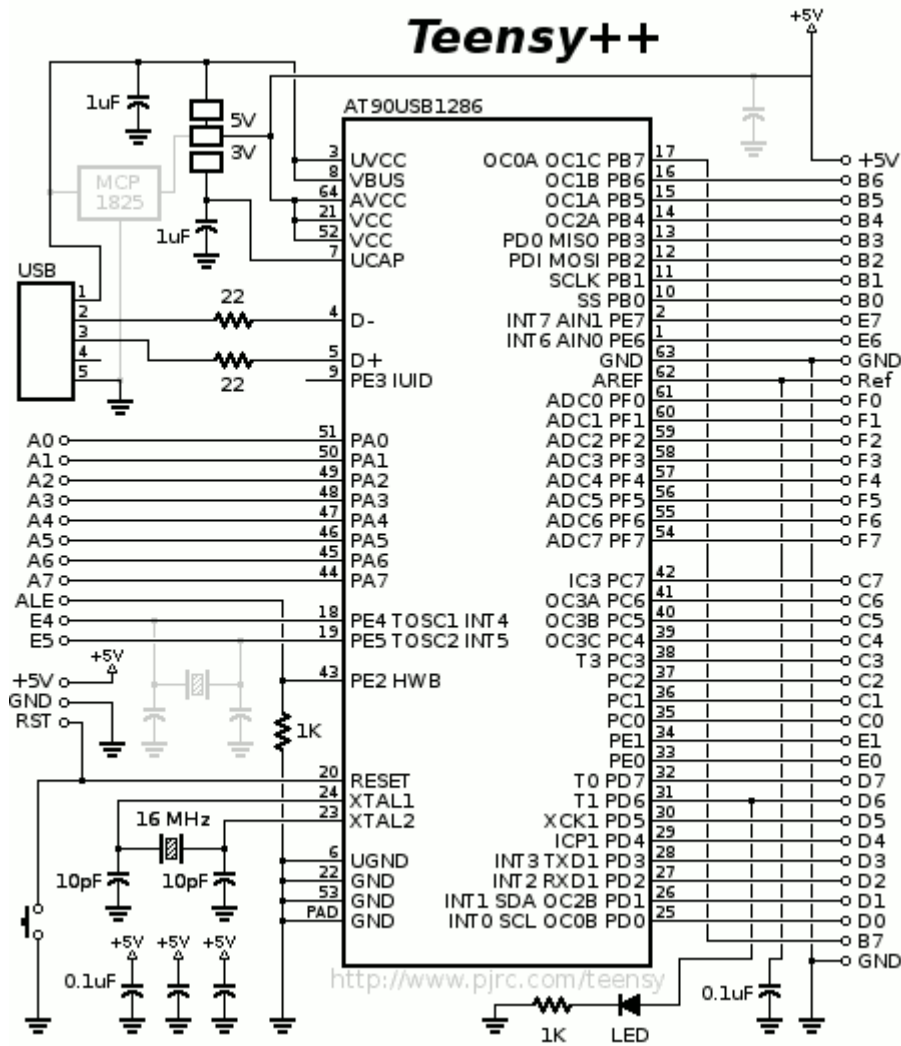 Teensy++
+5V
1uF
AT90USB1286
5V
3V
MCP
1825
1uF
3 UVCC OC0A OC1C PB7 17 +5V
8 VBUS OC1B PB6 16 B6
64 AVCC OC1A PB5 15 B5
21 VCC OC2A PB4 14 B4
52 VCC PD0 MISO PB3 13 B3
7 UCAP PDI MOSI PB2 12 B2
USB
SCLK PB1 11 B1
1
SS PB0 10 B0
22
2 4 D- INT7 AIN1 PE7 2 E7
3 INT6 AIN0 PE6 1 E6
4 5 D+ GND 63 GND
5 22 9 PE3 IUID AREF 62 Ref
ADC0 PF0 61 F0
ADC1 PF1 60 F1
A0 51 PA0 ADC2 PF2 59 F2
A1 50 PA1 ADC3 PF3 58 F3
A2 49 PA2 ADC4 PF4 57 F4
A3 48 PA3 ADC5 PF5 56 F5
A4 47 PA4 ADC6 PF6 55 F6
A5 46 PA5 ADC7 PF7 54 F7
A6 45 PA6
A7 44 PA7 IC3 PC7 42 C7
ALE OC3A PC6 41 C6
E4 18 PE4 TOSC1 INT4 OC3B PC5 40 C5
E5 19 PE5 TOSC2 INT5 OC3C PC4 39 C4
+5V
T3 PC3 38 C3
+5V 43 PE2 HWB PC2 37 C2
GND PC1 36 C1
RST PC0 35 C0
1K PE1 34 E1
PE0 33 E0
20 RESET T0 PD7 32 D7
24 XTAL1 T1 PD6 31 D6
16 MHz 23 XTAL2 XCK1 PD5 30 D5
ICP1 PD4 29 D4
6 UGND INT3 TXD1 PD3 28 D3
10pF 10pF 22 GND INT2 RXD1 PD2 27 D2
53 GND INT1 SDA OC2B PD1 26 D1
PAD GND INT0 SCL OC0B PD0 25 D0
+5V +5V +5V B7
GND
0.1uF http://www.pjrc.com/teensy 0.1uF
1K LED